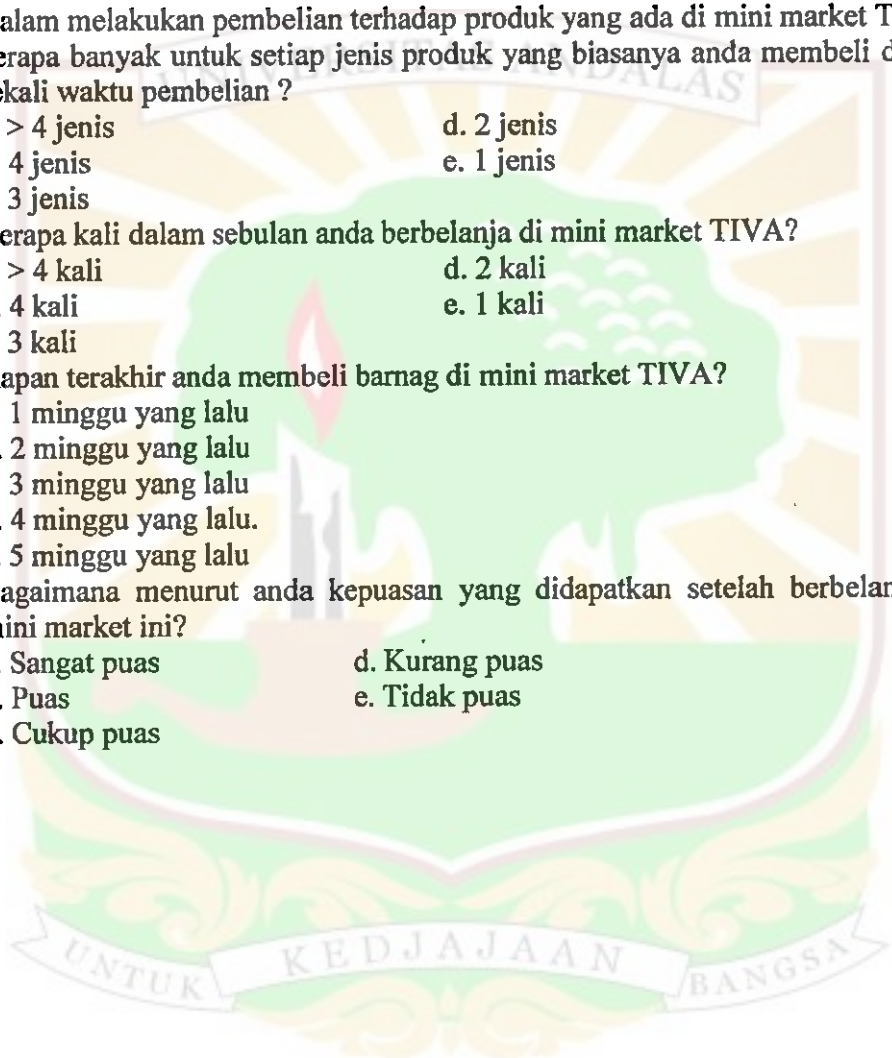 alam melakukan pembelian terhadap produk yang ada di mini market T
erapa banyak untuk setiap jenis produk yang biasanya anda membeli d
ekali waktu pembelian ?
> 4 jenis d. 2 jenis
4 jenis e. 1 jenis
3 jenis
erapa kali dalam sebulan anda berbelanja di mini market TIVA?
> 4 kali d. 2 kali
4 kali e. 1 kali
3 kali
apan terakhir anda membeli barnag di mini market TIVA?
1 minggu yang lalu
. 2 minggu yang lalu
3 minggu yang lalu
. 4 minggu yang lalu.
5 minggu yang lalu
agaimana menurut anda kepuasan yang didapatkan setelah berbelan
ini market ini?
Sangat puas d. Kurang puas
. Puas e. Tidak puas
. Cukup puas
UNIVERSITAS ANDALAS
UNTUK KEDJAJAAN BANGSA